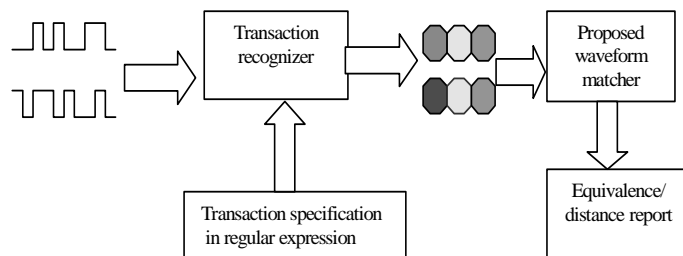 Transaction
recognizer
Proposed
waveform
matcher
Transaction specification
in regular expression
Equivalence/
distance report